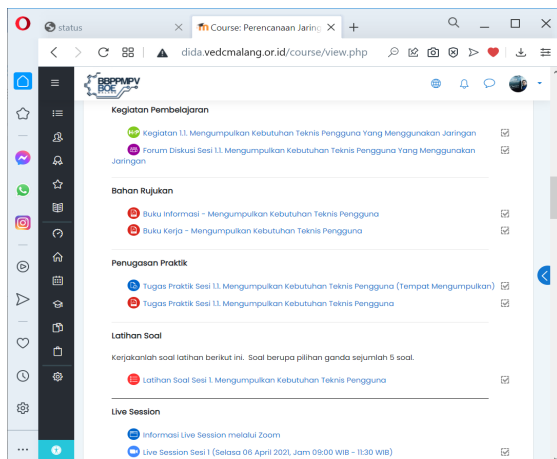 status
Course: Perencanaan Jaring
dida.vedcmalang.or.id/course/view.php
BBPPMPV
BOE
Kegiatan Pembelajaran
Kegiatan 1.1. Mengumpulkan Kebutuhan Teknis Pengguna Yang Menggunakan Jaringan
Forum Diskusi Sesi 1.1. Mengumpulkan Kebutuhan Teknis Pengguna Yang Menggunakan
Jaringan
Bahan Rujukan
Buku Informasi - Mengumpulkan Kebutuhan Teknis Pengguna
Buku Kerja - Mengumpulkan Kebutuhan Teknis Pengguna
Penugasan Praktik
Tugas Praktik Sesi 1.1. Mengumpulkan Kebutuhan Teknis Pengguna (Tempat Mengumpulkan)
Tugas Praktik Sesi 1.1. Mengumpulkan Kebutuhan Teknis Pengguna
Latihan Soal
Kerjakanlah soal latihan berikut ini. Soal berupa pilihan ganda sejumlah 5 soal.
Latihan Soal Sesi 1. Mengumpulkan Kebutuhan Teknis Pengguna
Live Session
Informasi Live Session melalui Zoom
Live Session Sesi 1 (Selasa 06 April 2021, Jam 09:00 WIB - 11:30 WIB)